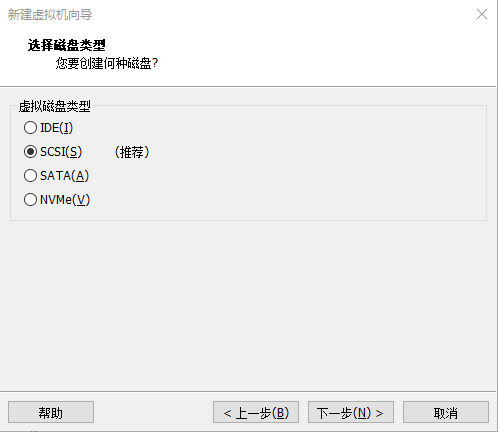 新建虚拟机向导
选择磁盘类型
您要创建何种磁盘?
虚拟磁盘类型
IDE(I)
SCSI(S) (推荐)
SATA(A)
NVMe(V)
帮助 < 上一步(B) 下一步(N) > 取消